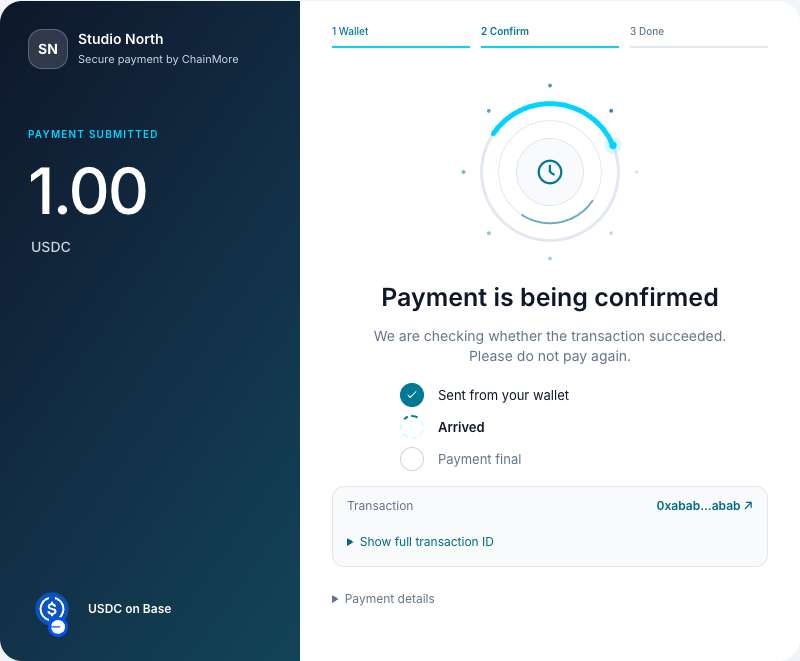 SN
Studio North
Secure payment by ChainMore
PAYMENT SUBMITTED
1.00
USDC
USDC on Base
1 Wallet
2 Confirm
3 Done
Payment is being confirmed
We are checking whether the transaction succeeded.
Please do not pay again.
Sent from your wallet
Arrived
Payment final
Transaction
0xabab...abab ↗
Show full transaction ID
Payment details